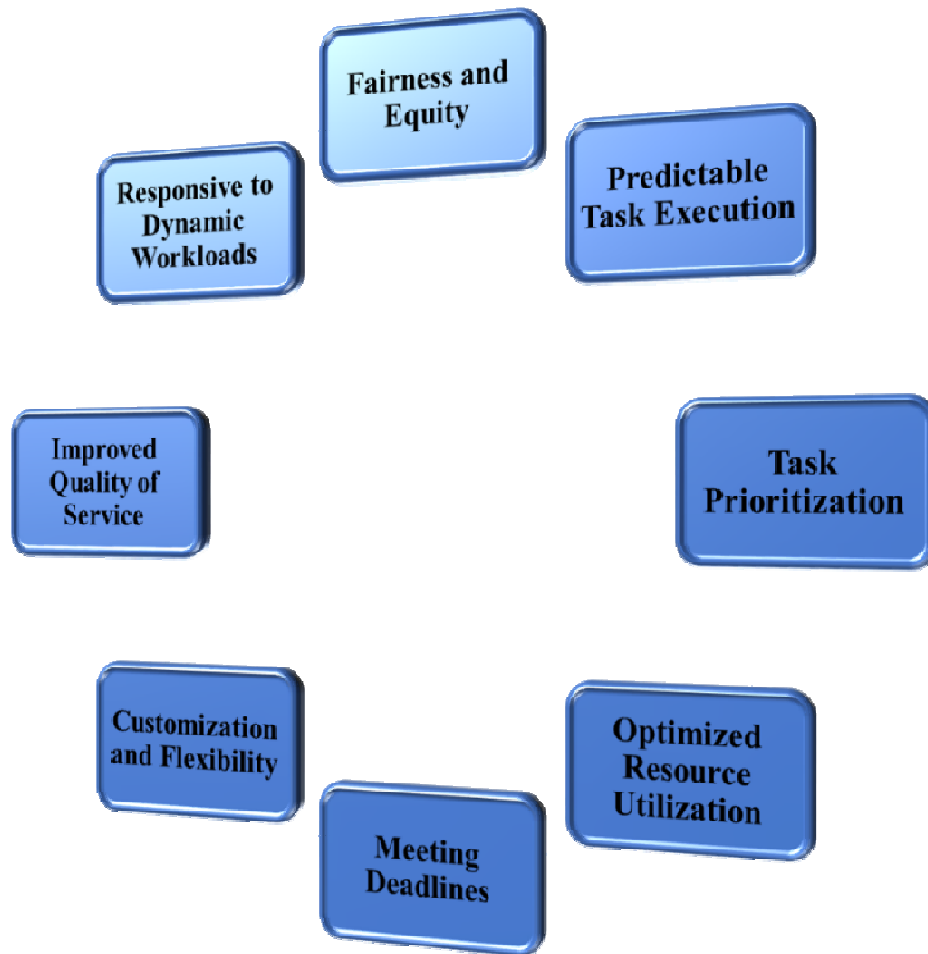 Fairness and
Equity
Predictable
Task Execution
Task
Prioritization
Optimized
Resource
Utilization
Meeting
Deadlines
Customization
and Flexibility
Improved
Quality of
Service
Responsive to
Dynamic
Workloads